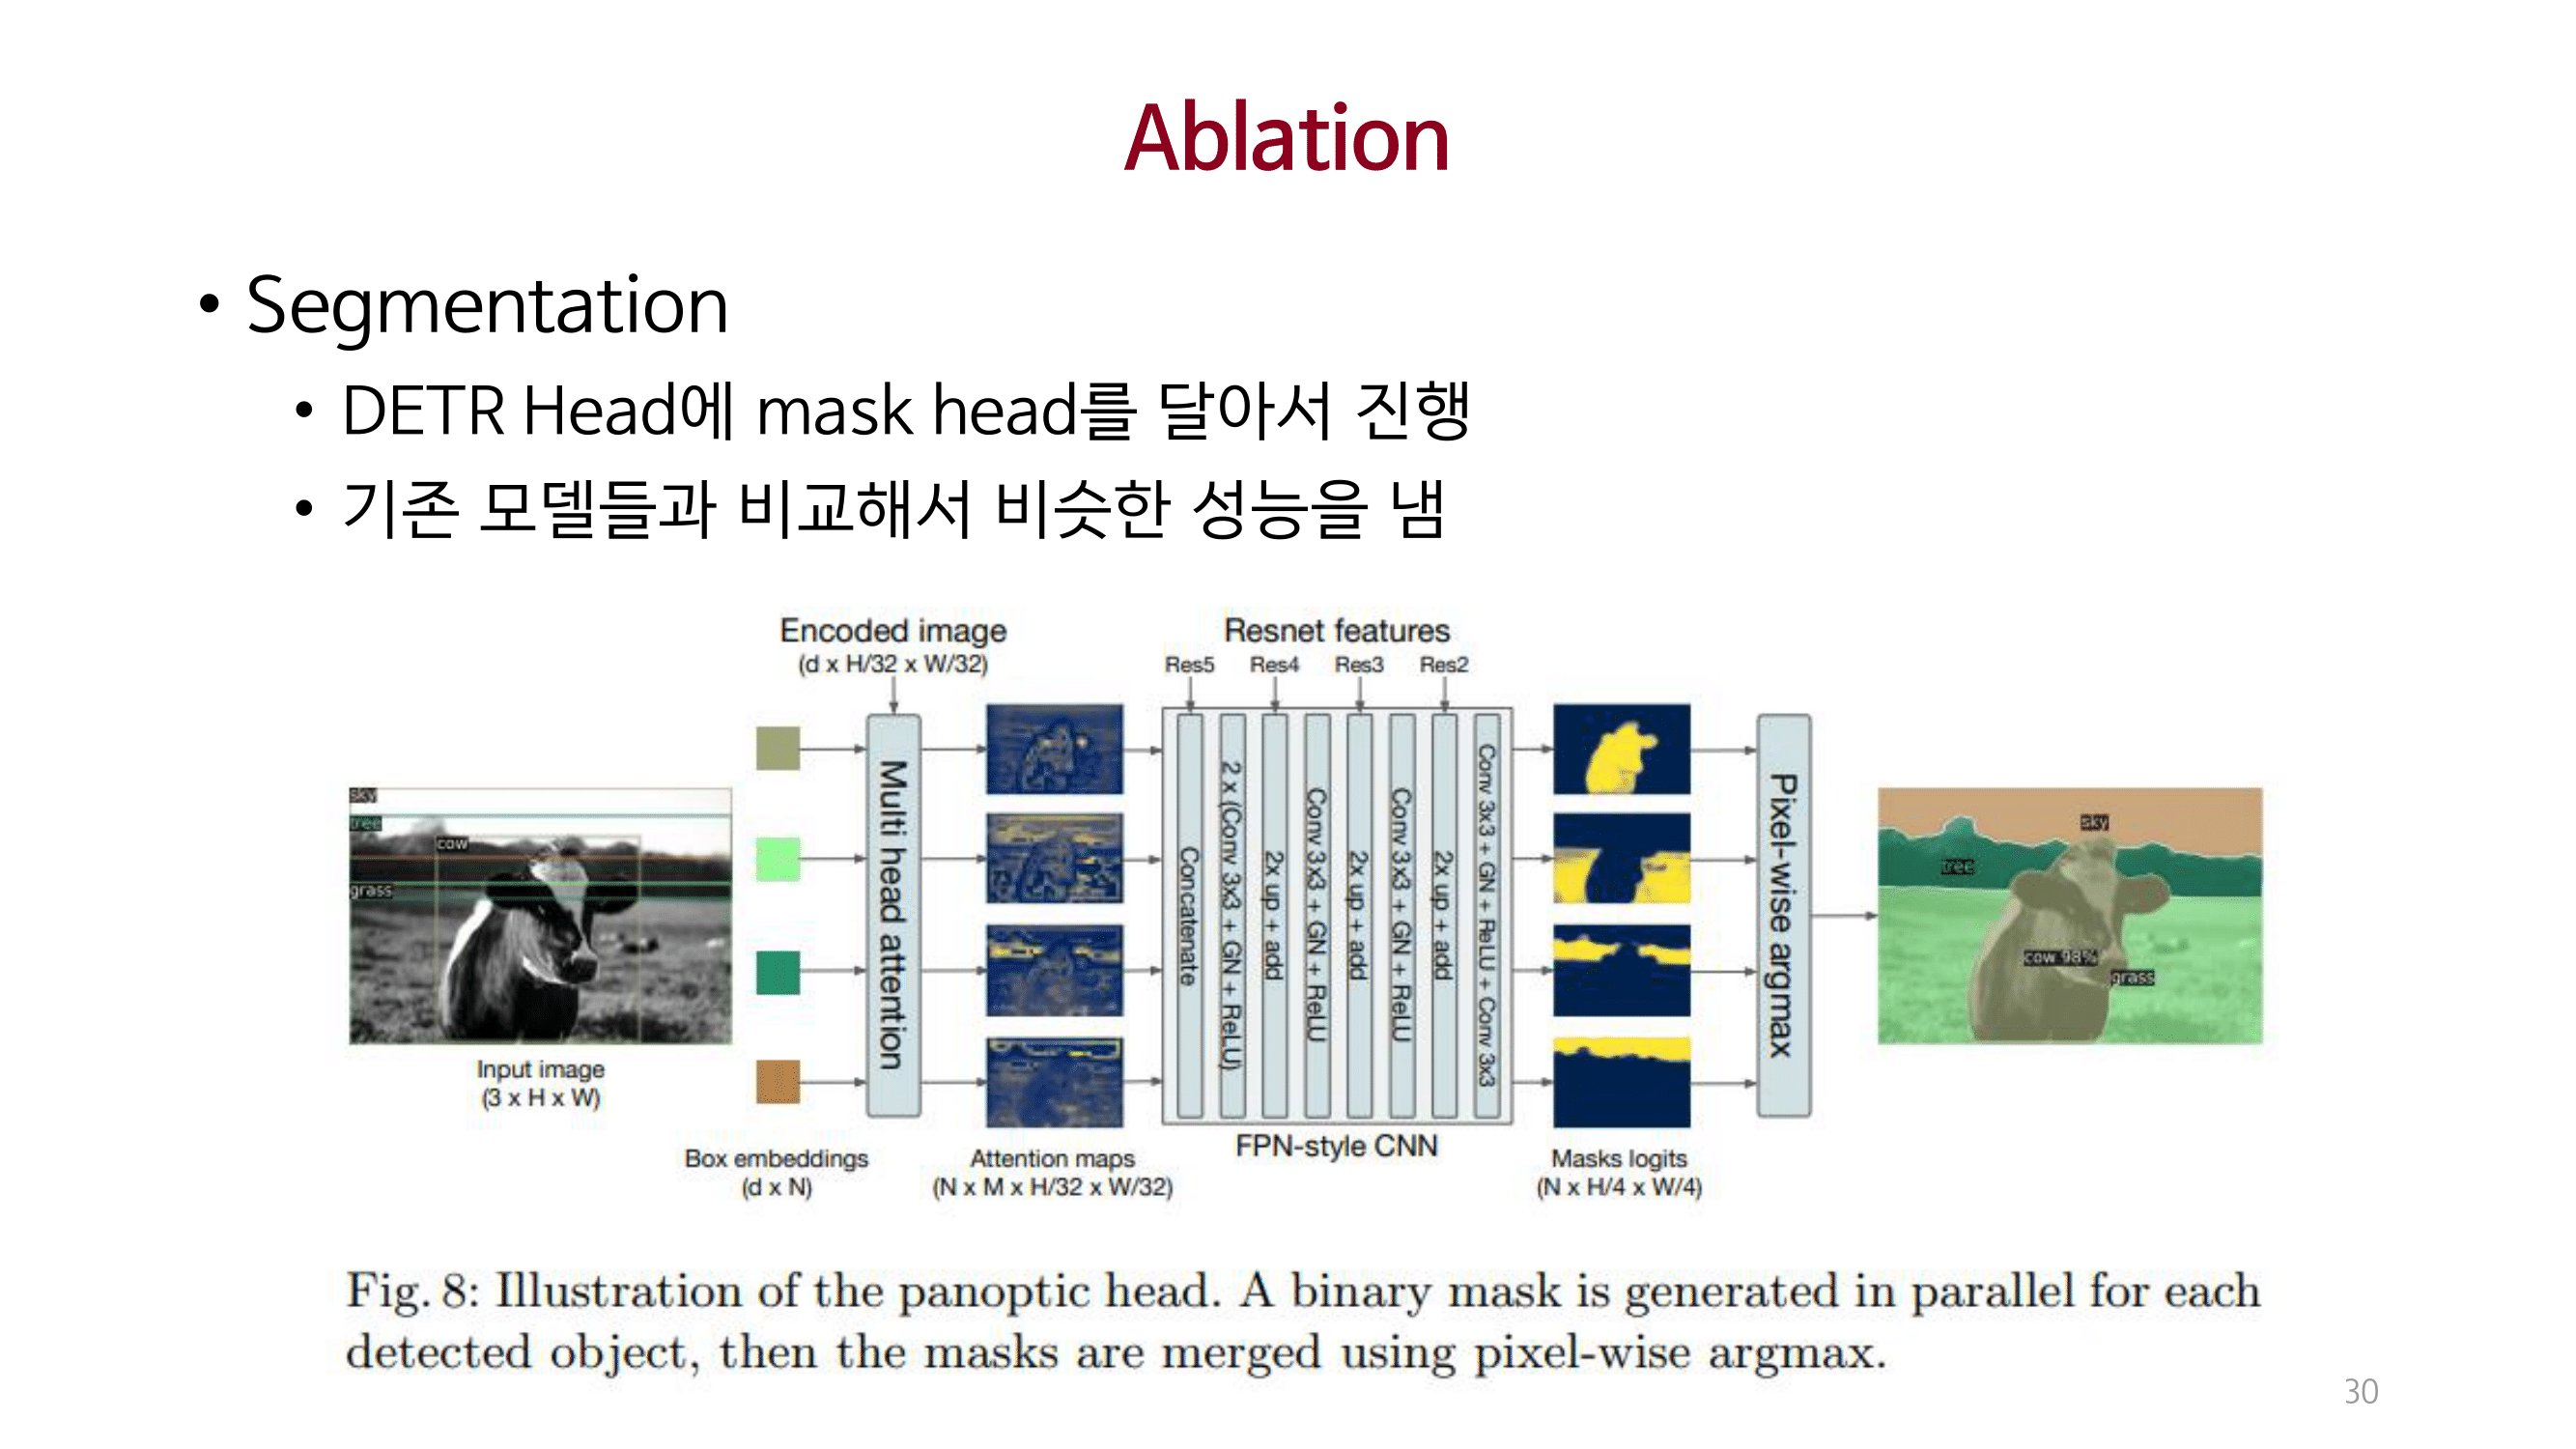 Ablation
• Segmentation
• DETR Head에 mask head를 달아서 진행
• 기존 모델들과 비교해서 비슷한 성능을 냄
Encoded image
(d x H/32 x W/32)
Resnet features
Res5 Res4 Res3 Res2
sky
tree
cow
grass
Input image
(3 x H x W)
Box embeddings
(d x N)
Multi head attention
Attention maps
(N x M x H/32 x W/32)
Concatenate
2 x (Conv 3x3 + GN + ReLU)
2x up + add
Conv 3x3 + GN + ReLU
2x up + add
Conv 3x3 + GN + ReLU
2x up + add
Conv 3x3 + GN + ReLU + Conv 3x3
FPN-style CNN
Masks logits
(N x H/4 x W/4)
Pixel-wise argmax
sky
tree
cow 98%
grass
Fig. 8: Illustration of the panoptic head. A binary mask is generated in parallel for each
detected object, then the masks are merged using pixel-wise argmax.
30